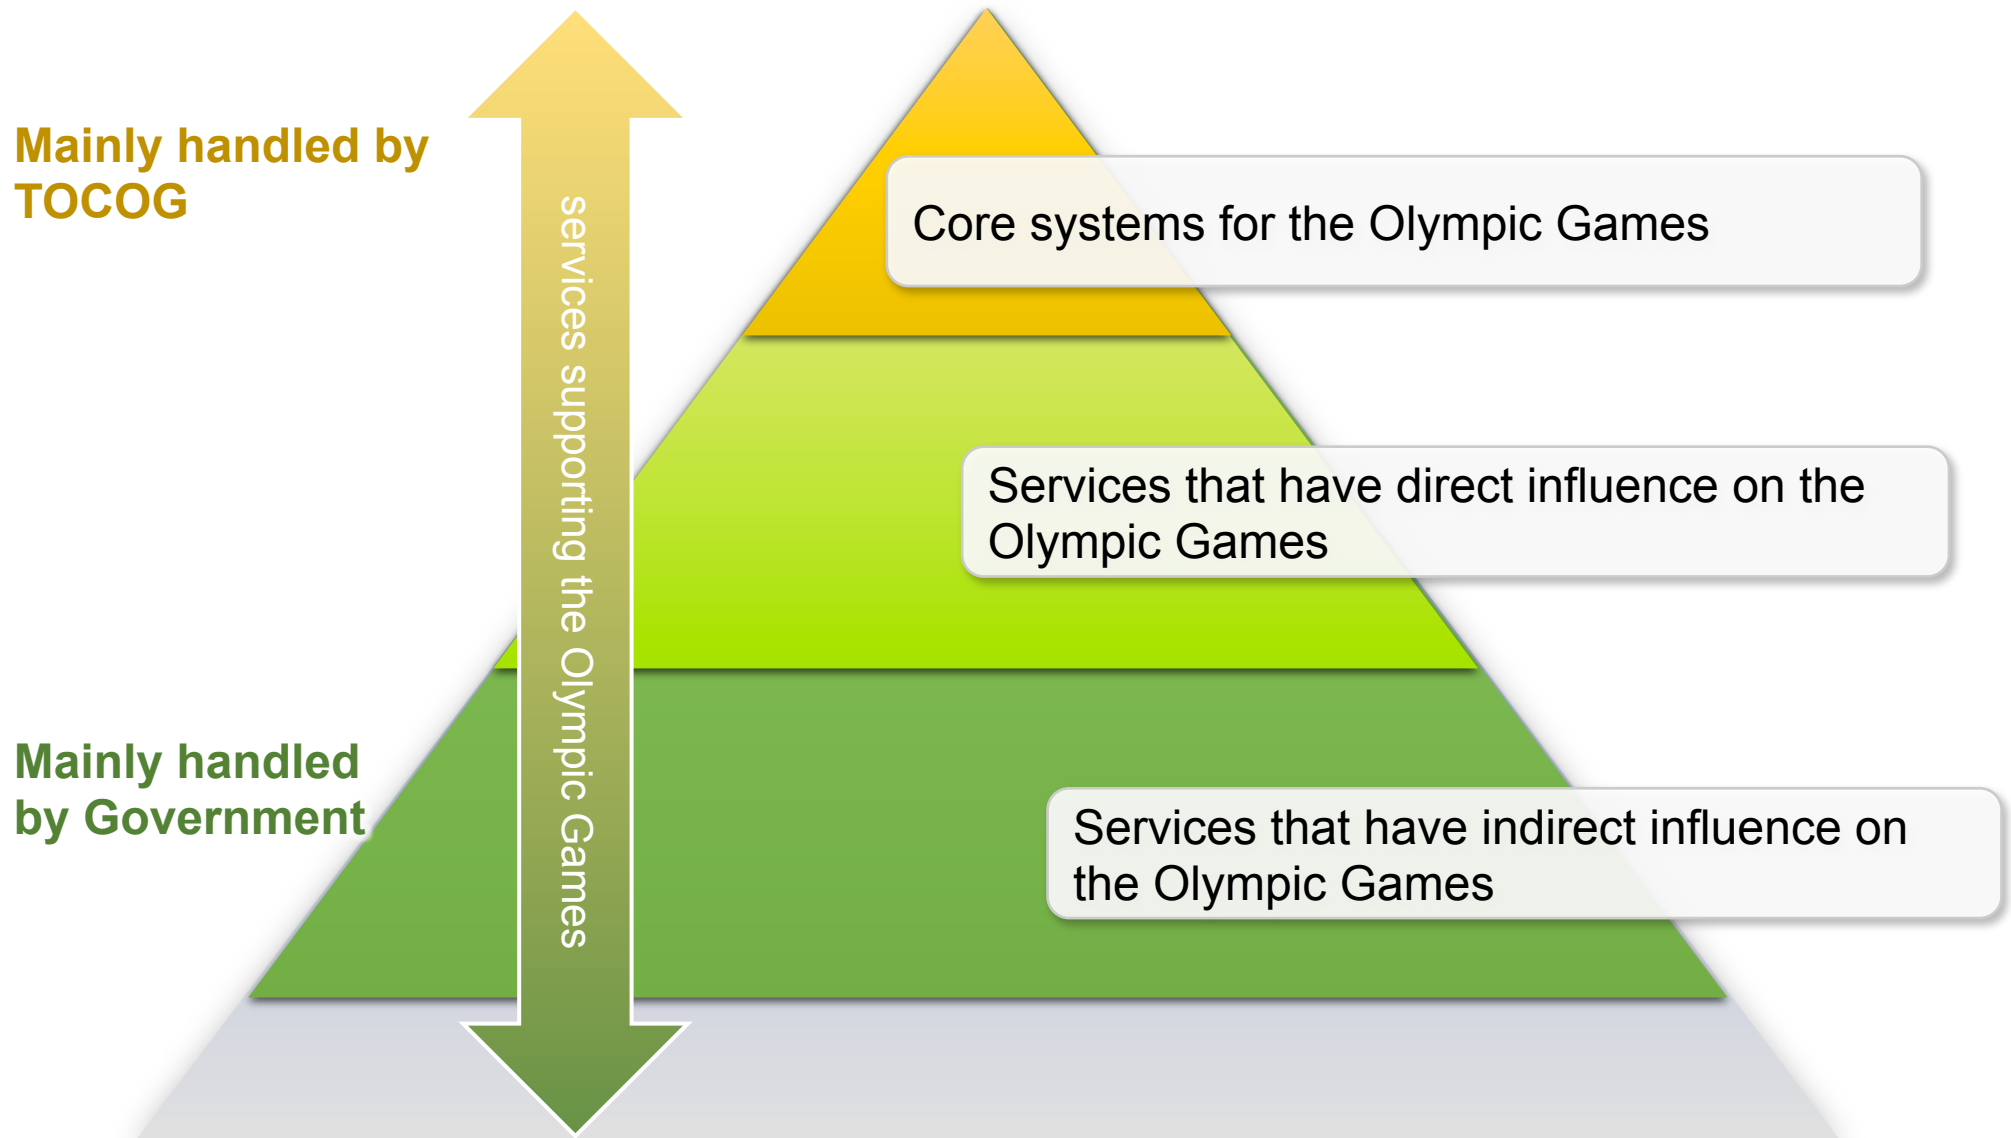 Mainly handled by
TOCOG
services supporting the Olympic Games
Core systems for the Olympic Games
Services that have direct influence on the
Olympic Games
Mainly handled
by Government
Services that have indirect influence on
the Olympic Games